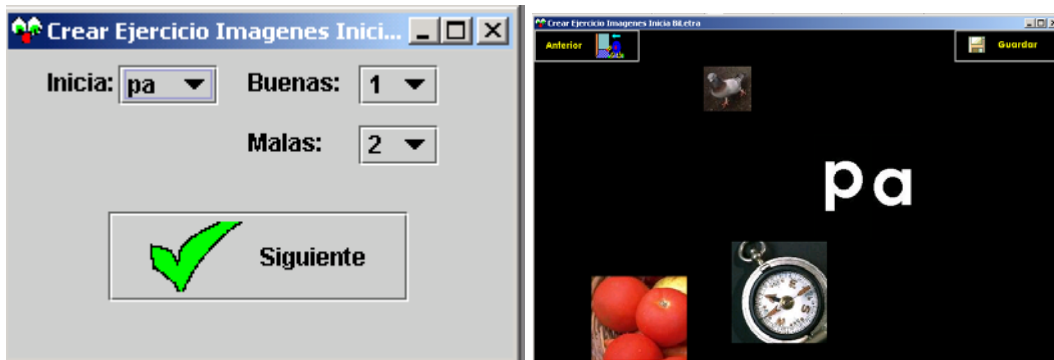 Crear Ejercicio Imagenes Inici...
Inicia: pa Buenas: 1
Malas: 2
Siguiente
Crear Ejercicio Imagenes Inicia BiLetra
Anterior Guardar
pa